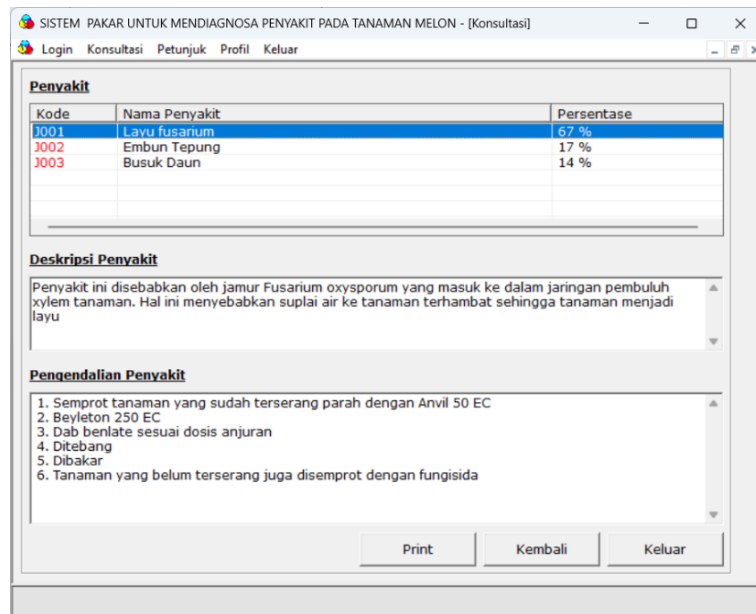 SISTEM PAKAR UNTUK MENDIAGNOSA PENYAKIT PADA TANAMAN MELON - [Konsultasi]
Login Konsultasi Petunjuk Profil Keluar
Penyakit
Kode Nama Penyakit Persentase
J001 Layu fusarium 67 %
J002 Embun Tepung 17 %
J003 Busuk Daun 14 %
Deskripsi Penyakit
Penyakit ini disebabkan oleh jamur Fusarium oxysporum yang masuk ke dalam jaringan pembuluh
xylem tanaman. Hal ini menyebabkan suplai air ke tanaman terhambat sehingga tanaman menjadi
layu
Pengendalian Penyakit
1. Semprot tanaman yang sudah terserang parah dengan Anvil 50 EC
2. Beyleton 250 EC
3. Dab benlate sesuai dosis anjuran
4. Ditebang
5. Dibakar
6. Tanaman yang belum terserang juga disemprot dengan fungisida
Print Kembali Keluar